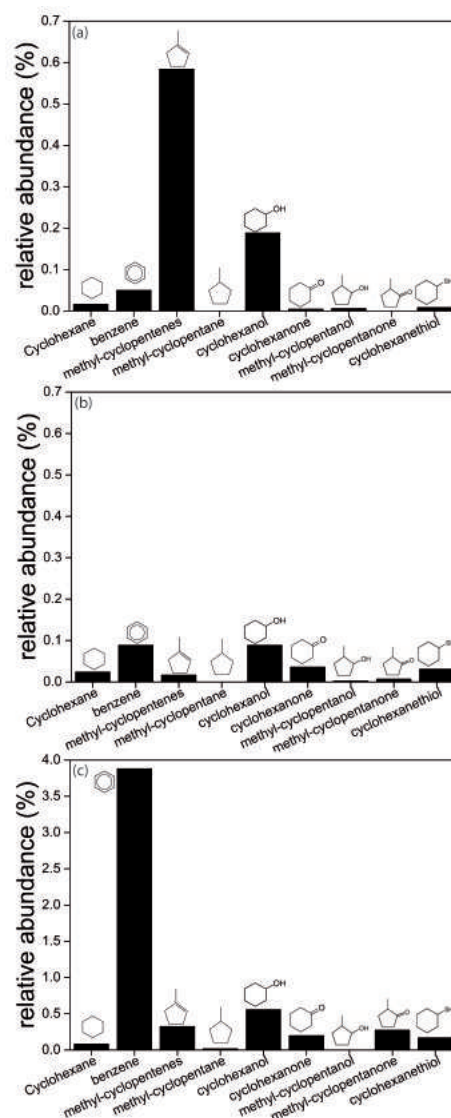 (a)
relative abundance (%)
0.7
0.6
0.5
0.4
0.3
0.2
0.1
0.0
OH
O
OH
O
Cyclohexane
benzene
methyl-cyclopentenes
methyl-cyclopentane
cyclohexanol
cyclohexanone
methyl-cyclopentanol
methyl-cyclopentanone
cyclohexanethiol
(b)
relative abundance (%)
0.7
0.6
0.5
0.4
0.3
0.2
0.1
0.0
OH
O
OH
O
Cyclohexane
benzene
methyl-cyclopentenes
methyl-cyclopentane
cyclohexanol
cyclohexanone
methyl-cyclopentanol
methyl-cyclopentanone
cyclohexanethiol
(c)
relative abundance (%)
4.0
3.5
3.0
2.5
2.0
1.5
1.0
0.5
0.0
OH
O
OH
O
Cyclohexane
benzene
methyl-cyclopentenes
methyl-cyclopentane
cyclohexanol
cyclohexanone
methyl-cyclopentanol
methyl-cyclopentanone
cyclohexanethiol